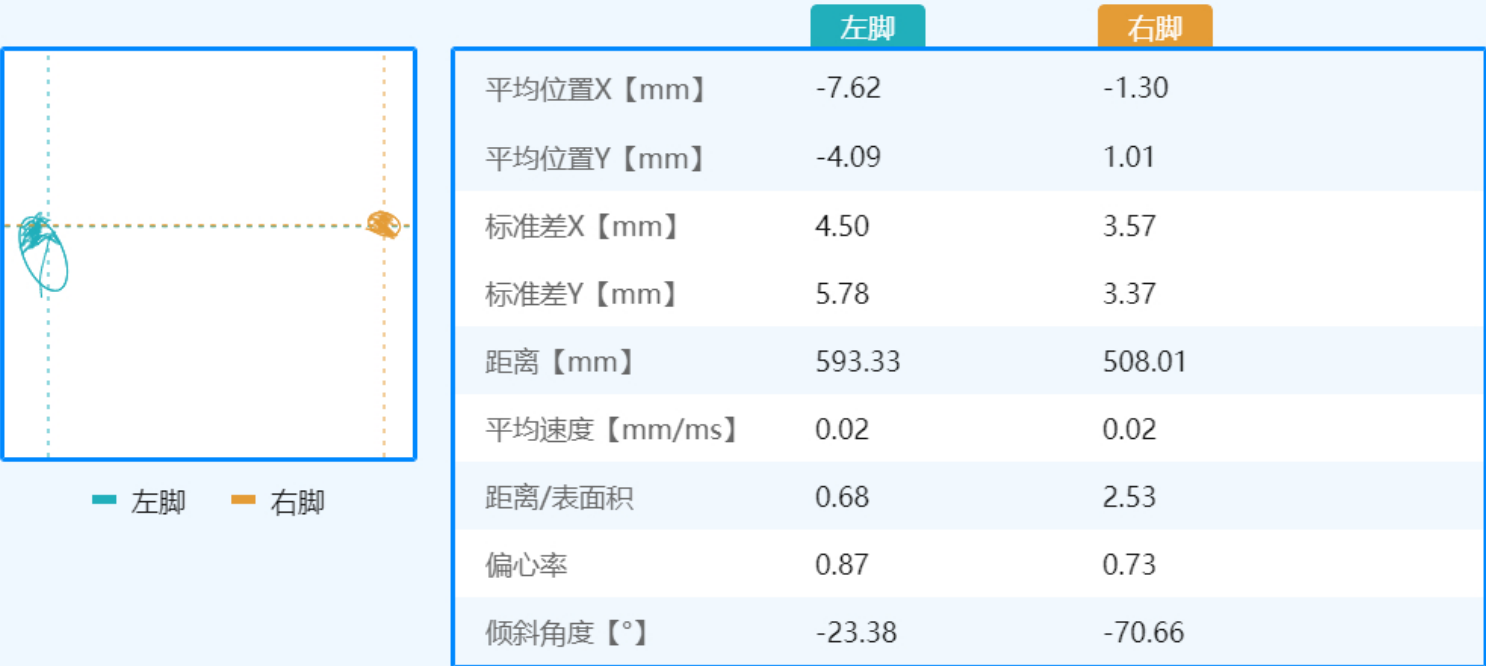 左脚 右脚
平均位置X【mm】 -7.62 -1.30
平均位置Y【mm】 -4.09 1.01
标准差X【mm】 4.50 3.57
标准差Y【mm】 5.78 3.37
距离【mm】 593.33 508.01
平均速度【mm/ms】 0.02 0.02
距离/表面积 0.68 2.53
偏心率 0.87 0.73
倾斜角度【°】 -23.38 -70.66
左脚 右脚